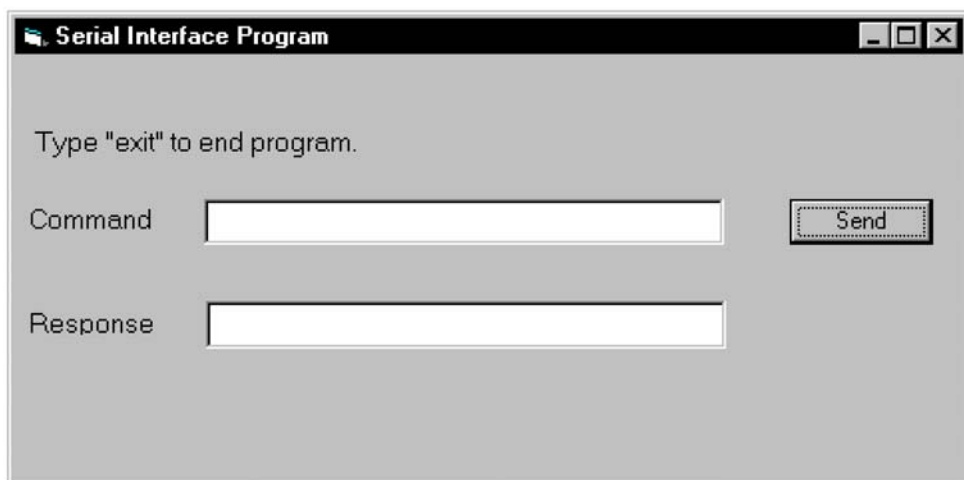 Serial Interface Program
Type "exit" to end program.
Command
Send
Response